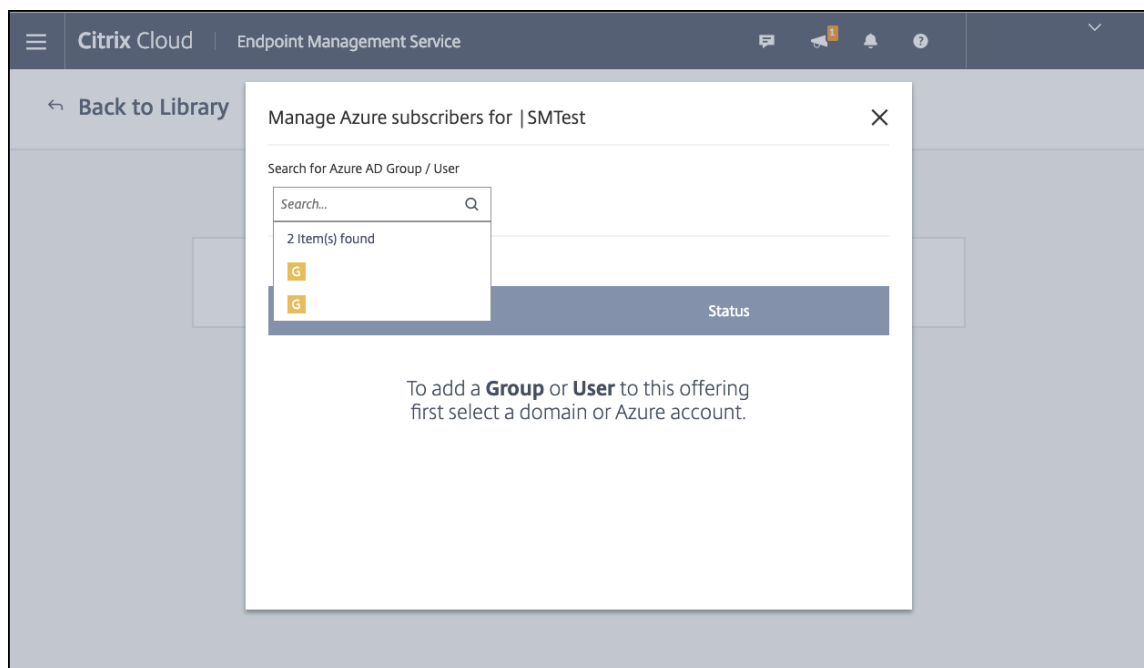 Citrix Cloud | Endpoint Management Service
1
Back to Library
Manage Azure subscribers for | SMTest
Search for Azure AD Group / User
Search...
2 Item(s) found
G
G
Status
To add a Group or User to this offering
first select a domain or Azure account.